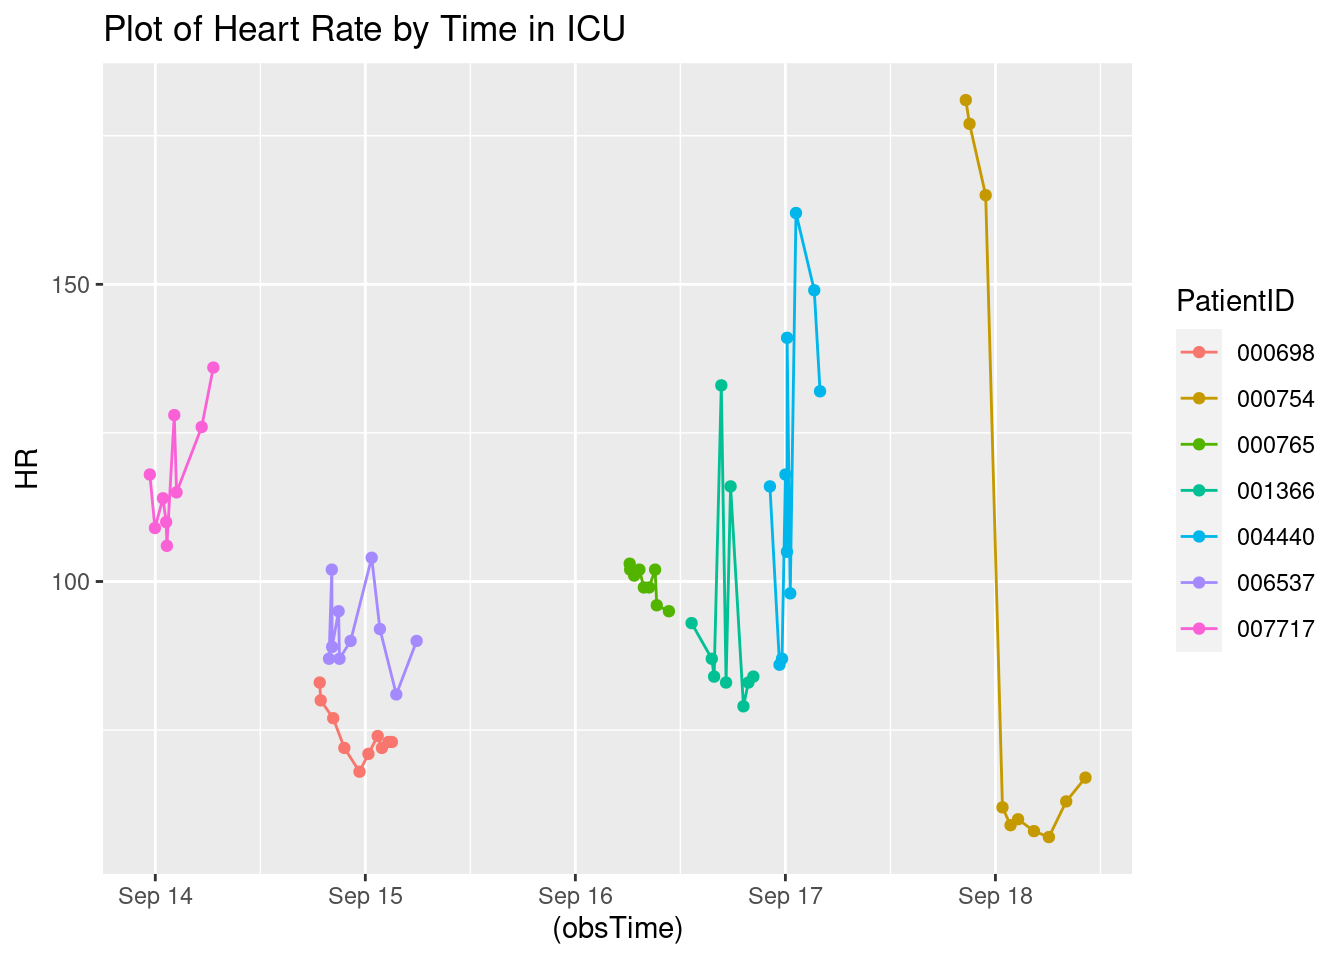 Plot of Heart Rate by Time in ICU
HR
150
100
Sep 14
Sep 15
Sep 16
Sep 17
Sep 18
(obsTime)
PatientID
000698
000754
000765
001366
004440
006537
007717